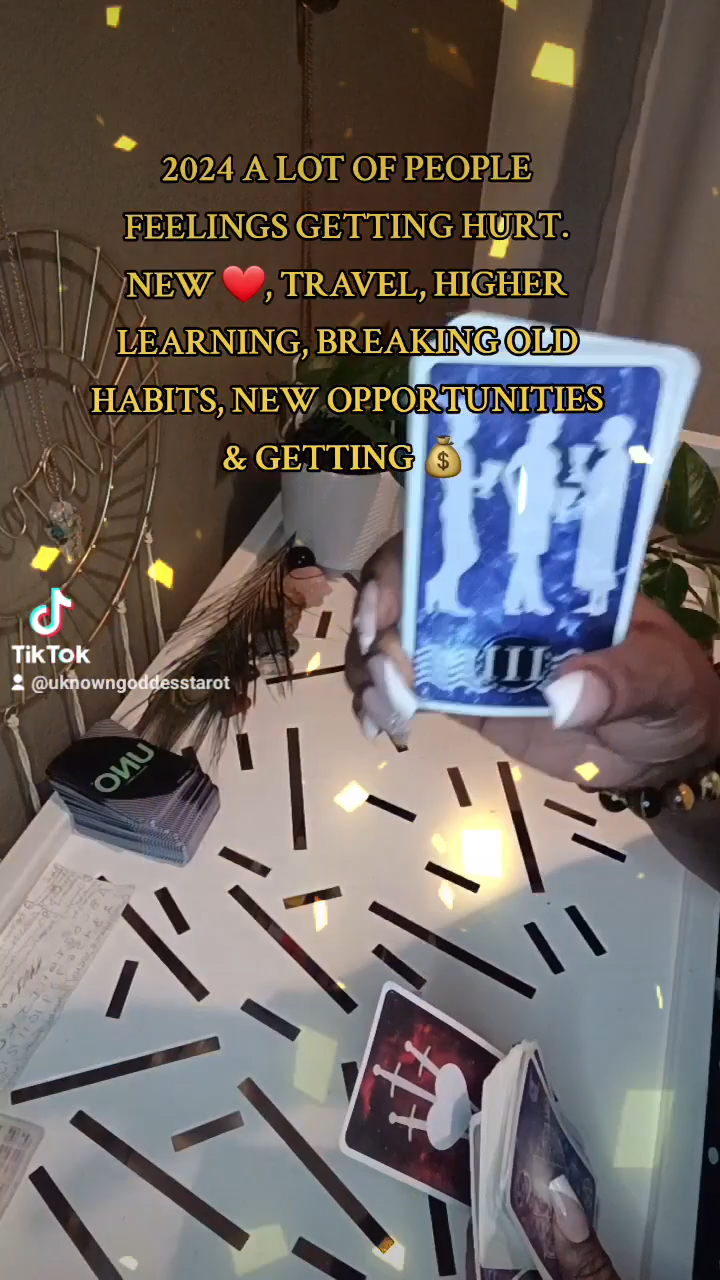 2024 A LOT OF PEOPLE
FEELINGS GETTING HURT.
NEW ❤️, TRAVEL, HIGHER
LEARNING, BREAKING OLD
HABITS, NEW OPPORTUNITIES
& GETTING 💰
TikTok
@uknowngoddesstarot
III
UNO